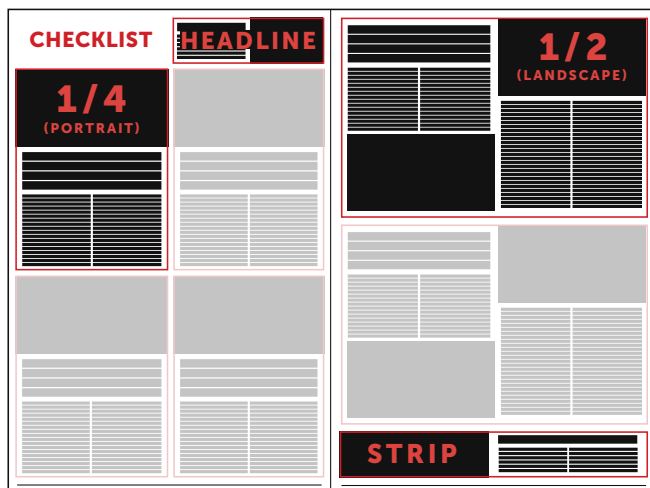 CHECKLIST
HEADLINE
1/4
(PORTRAIT)
1/2
(LANDSCAPE)
STRIP